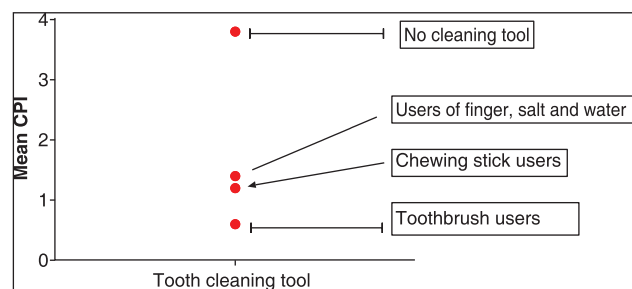 4
3
2
1
0
Mean CPI
No cleaning tool
Users of finger, salt and water
Chewing stick users
Toothbrush users
Tooth cleaning tool